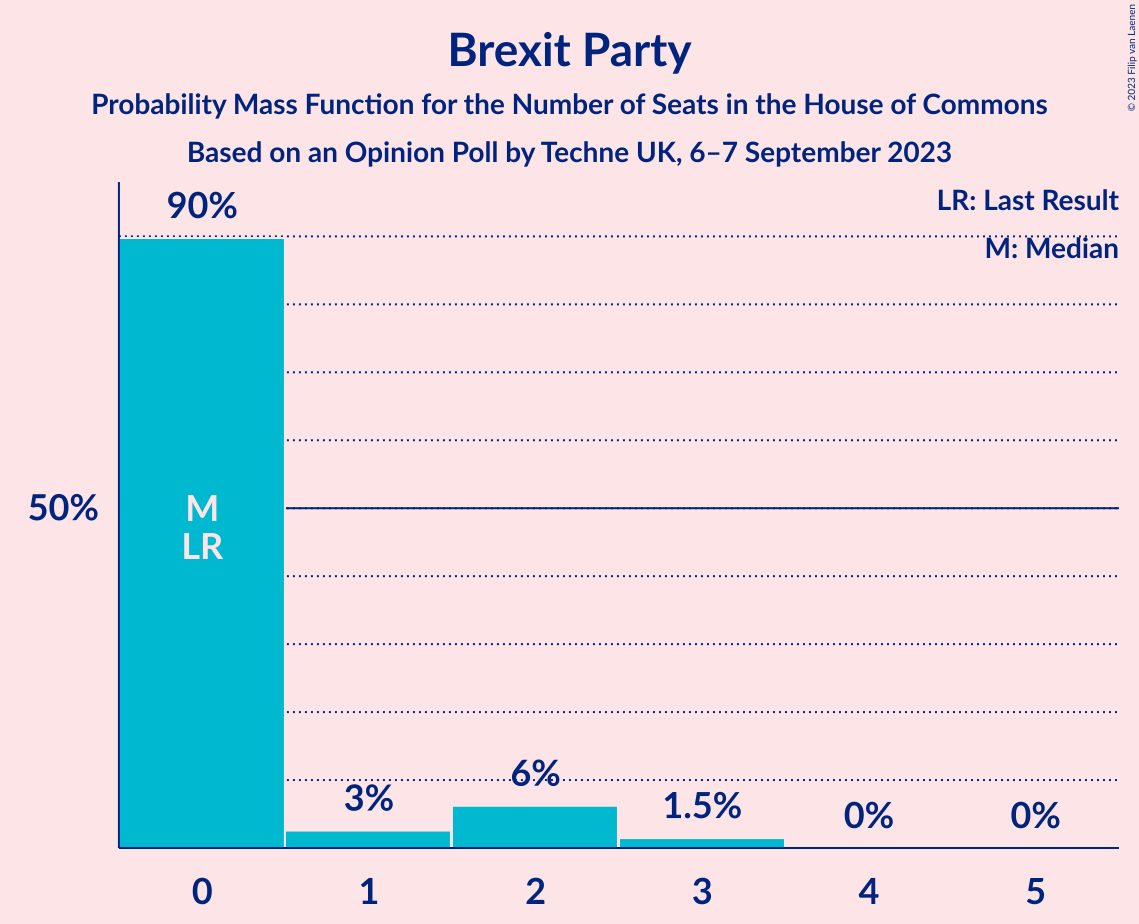 Brexit Party
Probability Mass Function for the Number of Seats in the House of Commons
Based on an Opinion Poll by Techne UK, 6–7 September 2023
© 2023 Filip van Laenen
LR: Last Result
M: Median
90%
50%
M
LR
3%
6%
1.5%
0%
0%
0 1 2 3 4 5